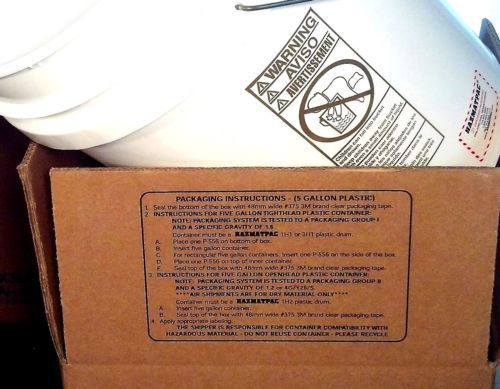 WARNING
AVISO
AVERTISSEMENT
HAZMATPAC
PACKAGING INSTRUCTIONS - (5 GALLON PLASTIC)
1. Seal the bottom of the box with 48mm wide #375 3M brand clear packaging tape.
2. INSTRUCTIONS FOR FIVE GALLON TIGHTHEAD PLASTIC CONTAINER:
NOTE: PACKAGING SYSTEM IS TESTED TO A PACKAGING GROUP I
AND A SPECIFIC GRAVITY OF 1.8
Container must be a HAZMATPAC 1H1 or 3H1 plastic drum.
A. Place one P-556 on bottom of box.
B. Insert five gallon container.
C. For rectangular five gallon containers. Insert one P-556 on the side of the box.
D. Place one P-556 on top of inner container.
E. Seal top of box with 48mm wide #375 3M brand clear packaging tape.
3. INSTRUCTIONS FOR FIVE GALLON OPENHEAD PLASTIC CONTAINER:
NOTE: PACKAGING SYSTEM IS TESTED TO A PACKAGING GROUP II
AND A SPECIFIC GRAVITY OF 1.2 or 4G/Y25/S.
****AIR SHIPMENTS ARE FOR DRY MATERIAL ONLY****
Container must be a HAZMATPAC 1H2 plastic drum.
A. Insert five gallon container.
B. Seal top of box with 48mm wide #375 3M brand clear packaging tape.
4. Apply appropriate labeling.
THE SHIPPER IS RESPONSIBLE FOR CONTAINER COMPATIBILITY WITH
HAZARDOUS MATERIAL - DO NOT REUSE CONTAINER - PLEASE RECYCLE